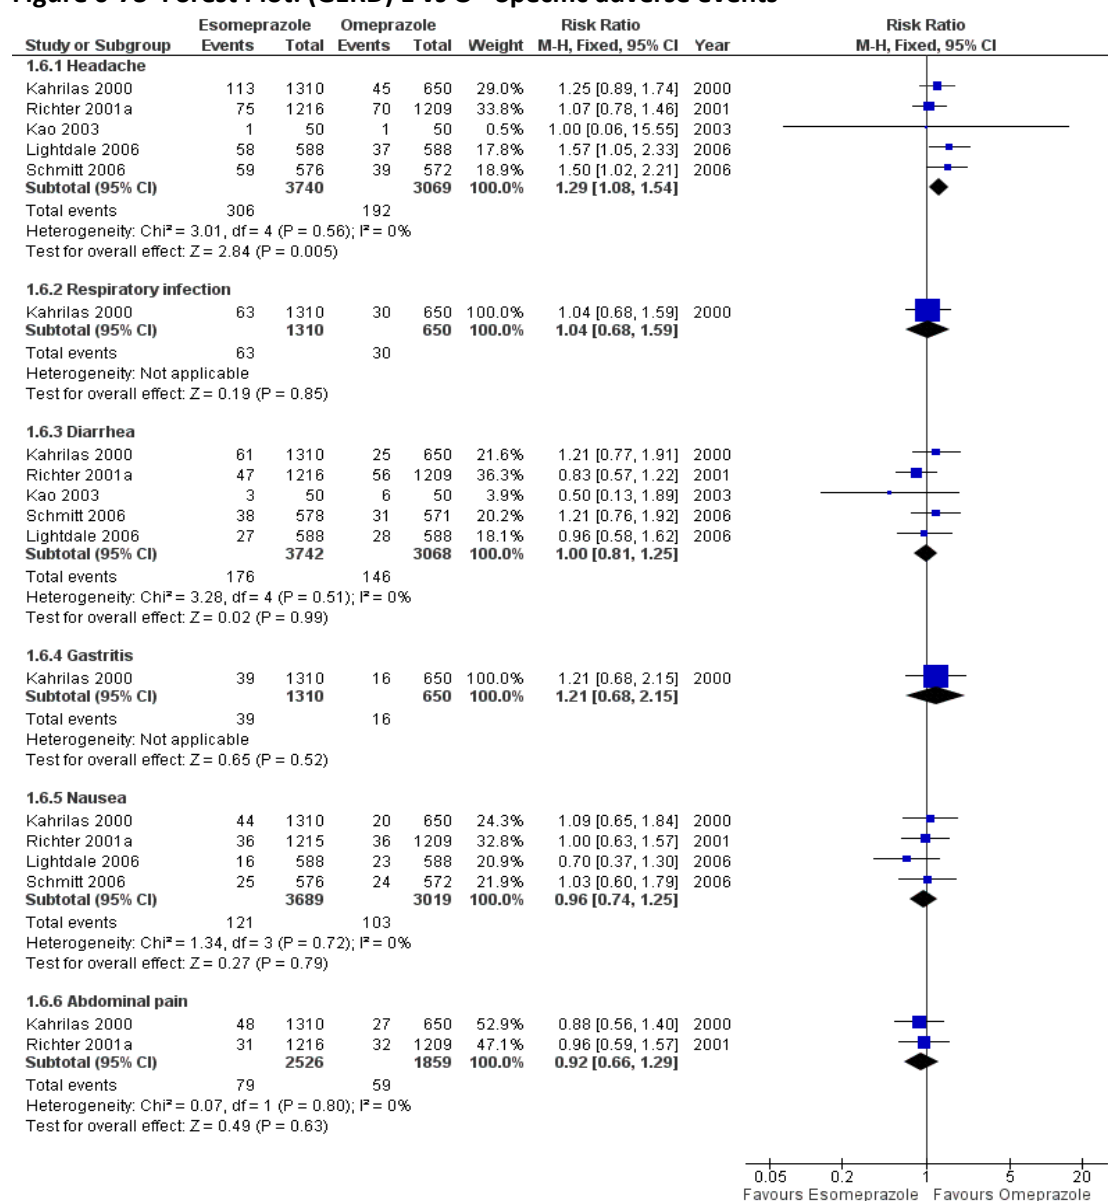 Esomeprazole Omeprazole Risk Ratio Risk Ratio
Study or Subgroup Events Total Events Total Weight M-H, Fixed, 95% CI Year M-H, Fixed, 95% CI
1.6.1 Headache
Kahrilas 2000 113 1310 45 650 29.0% 1.25 [0.89, 1.74] 2000
Richter 2001a 75 1216 70 1209 33.8% 1.07 [0.78, 1.46] 2001
Kao 2003 1 50 1 50 0.5% 1.00 [0.06, 15.55] 2003
Lightdale 2006 58 588 37 588 17.8% 1.57 [1.05, 2.33] 2006
Schmitt 2006 59 576 39 572 18.9% 1.50 [1.02, 2.21] 2006
Subtotal (95% CI) 3740 3069 100.0% 1.29 [1.08, 1.54]
Total events 306 192
Heterogeneity: Chi² = 3.01, df = 4 (P = 0.56); I² = 0%
Test for overall effect: Z = 2.84 (P = 0.005)
1.6.2 Respiratory infection
Kahrilas 2000 63 1310 30 650 100.0% 1.04 [0.68, 1.59] 2000
Subtotal (95% CI) 1310 650 100.0% 1.04 [0.68, 1.59]
Total events 63 30
Heterogeneity: Not applicable
Test for overall effect: Z = 0.19 (P = 0.85)
1.6.3 Diarrhea
Kahrilas 2000 61 1310 25 650 21.6% 1.21 [0.77, 1.91] 2000
Richter 2001a 47 1216 56 1209 36.3% 0.83 [0.57, 1.22] 2001
Kao 2003 3 50 6 50 3.9% 0.50 [0.13, 1.89] 2003
Schmitt 2006 38 578 31 571 20.2% 1.21 [0.76, 1.92] 2006
Lightdale 2006 27 588 28 588 18.1% 0.96 [0.58, 1.62] 2006
Subtotal (95% CI) 3742 3068 100.0% 1.00 [0.81, 1.25]
Total events 176 146
Heterogeneity: Chi² = 3.28, df = 4 (P = 0.51); I² = 0%
Test for overall effect: Z = 0.02 (P = 0.99)
1.6.4 Gastritis
Kahrilas 2000 39 1310 16 650 100.0% 1.21 [0.68, 2.15] 2000
Subtotal (95% CI) 1310 650 100.0% 1.21 [0.68, 2.15]
Total events 39 16
Heterogeneity: Not applicable
Test for overall effect: Z = 0.65 (P = 0.52)
1.6.5 Nausea
Kahrilas 2000 44 1310 20 650 24.3% 1.09 [0.65, 1.84] 2000
Richter 2001a 36 1215 36 1209 32.8% 1.00 [0.63, 1.57] 2001
Lightdale 2006 16 588 23 588 20.9% 0.70 [0.37, 1.30] 2006
Schmitt 2006 25 576 24 572 21.9% 1.03 [0.60, 1.79] 2006
Subtotal (95% CI) 3689 3019 100.0% 0.96 [0.74, 1.25]
Total events 121 103
Heterogeneity: Chi² = 1.34, df = 3 (P = 0.72); I² = 0%
Test for overall effect: Z = 0.27 (P = 0.79)
1.6.6 Abdominal pain
Kahrilas 2000 48 1310 27 650 52.9% 0.88 [0.56, 1.40] 2000
Richter 2001a 31 1216 32 1209 47.1% 0.96 [0.59, 1.57] 2001
Subtotal (95% CI) 2526 1859 100.0% 0.92 [0.66, 1.29]
Total events 79 59
Heterogeneity: Chi² = 0.07, df = 1 (P = 0.80); I² = 0%
Test for overall effect: Z = 0.49 (P = 0.63)
0.05 0.2 1 5 20
Favours Esomeprazole Favours Omeprazole